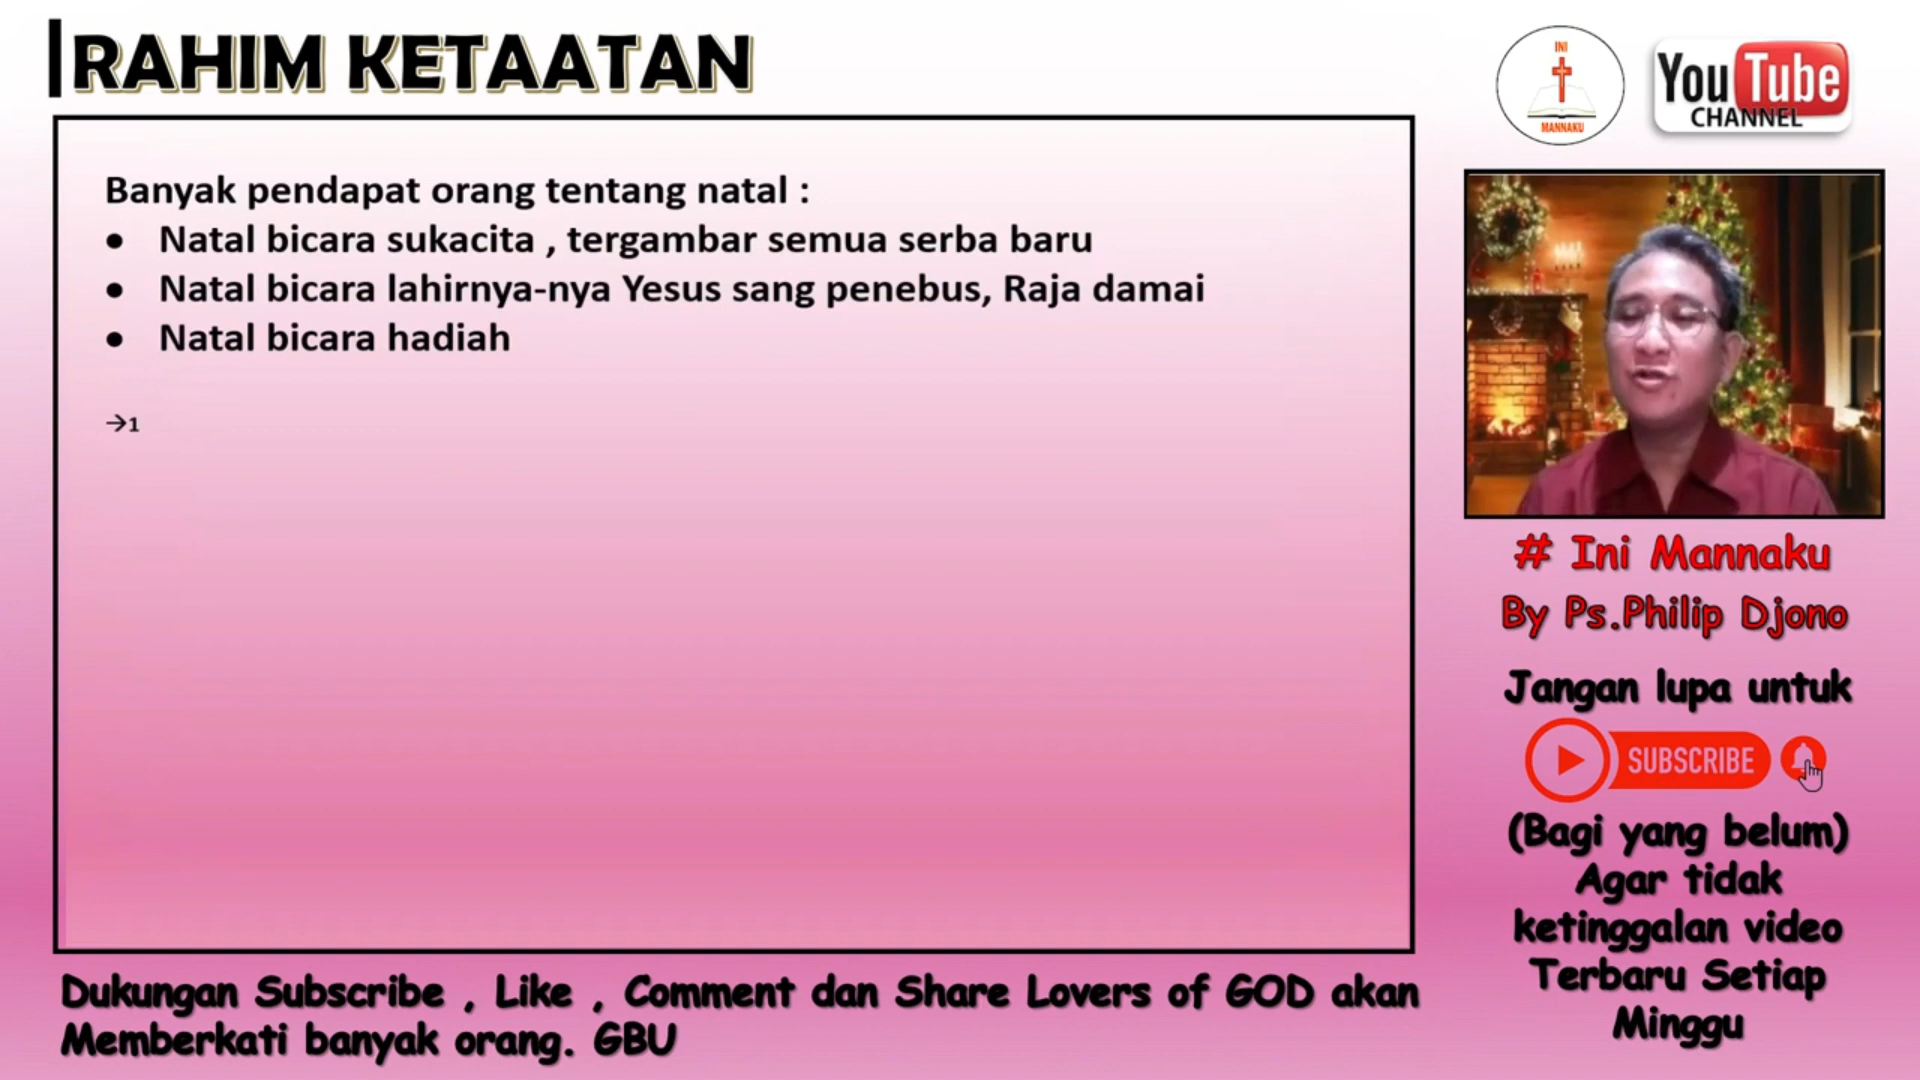 RAHIM KETAATAN
Banyak pendapat orang tentang natal :
• Natal bicara sukacita , tergambar semua serba baru
• Natal bicara lahirnya-nya Yesus sang penebus, Raja damai
• Natal bicara hadiah
→1
Dukungan Subscribe , Like , Comment dan Share Lovers of GOD akan
Memberkati banyak orang. GBU
INI
MANNAKU
YouTube
CHANNEL
# Ini Mannaku
By Ps.Philip Djono
Jangan lupa untuk
SUBSCRIBE
(Bagi yang belum)
Agar tidak
ketinggalan video
Terbaru Setiap
Minggu